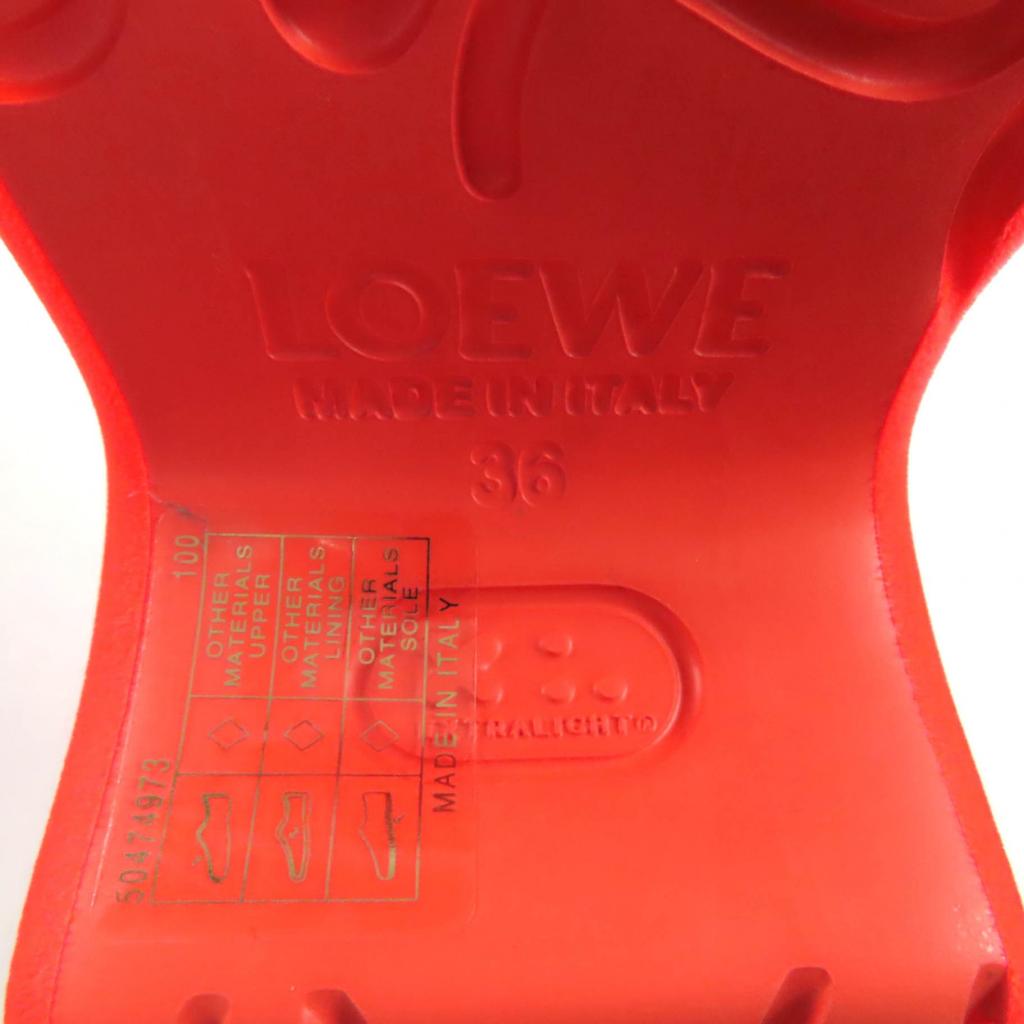 LOEWE
MADE IN ITALY
36
100
OTHER
MATERIALS
UPPER
OTHER
MATERIALS
LINING
OTHER
MATERIALS
SOLE
MADE IN ITALY
50474973